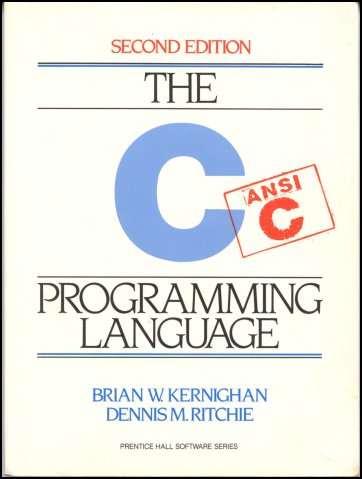 SECOND EDITION
THE
C
ANSI
C
PROGRAMMING
LANGUAGE
BRIAN W. KERNIGHAN
DENNIS M. RITCHIE
PRENTICE HALL SOFTWARE SERIES